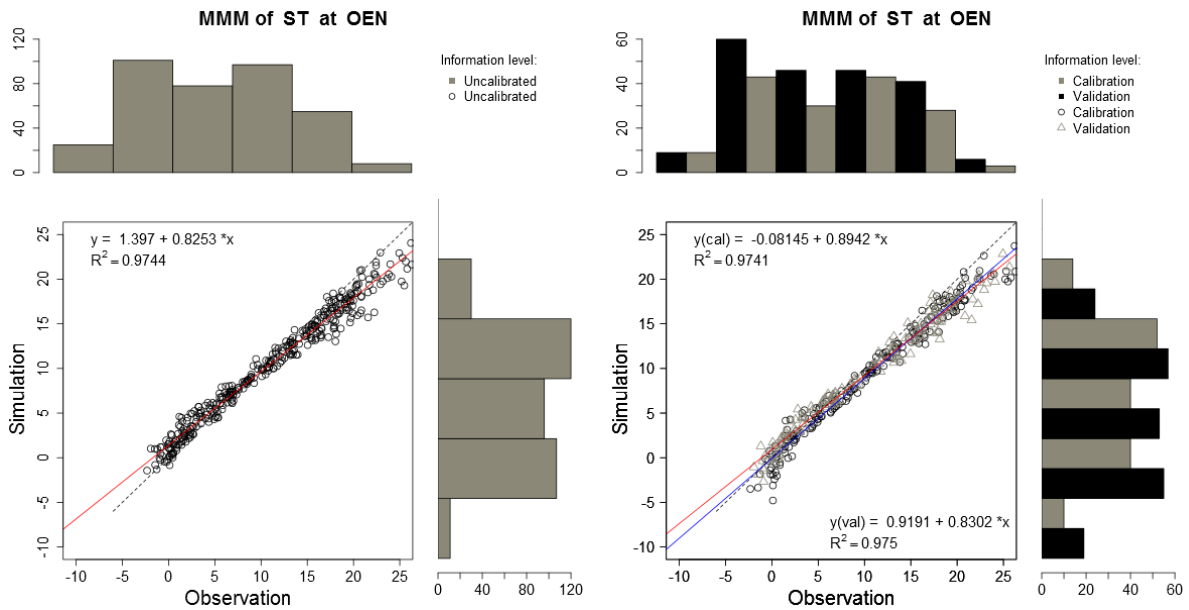 MMM of ST at OEN
120
80
40
0
Information level:
Uncalibrated
Uncalibrated
y = 1.397 + 0.8253 *x
R2 = 0.9744
25
20
15
10
5
0
-5
-10
Simulation
-10 -5 0 5 10 15 20 25
Observation
0 40 80 120
MMM of ST at OEN
60
40
20
0
Information level:
Calibration
Validation
Calibration
Validation
y(cal) = -0.08145 + 0.8942 *x
R2 = 0.9741
25
20
15
10
5
0
-5
-10
Simulation
y(val) = 0.9191 + 0.8302 *x
R2 = 0.975
-10 -5 0 5 10 15 20 25
Observation
0 10 20 30 40 50 60